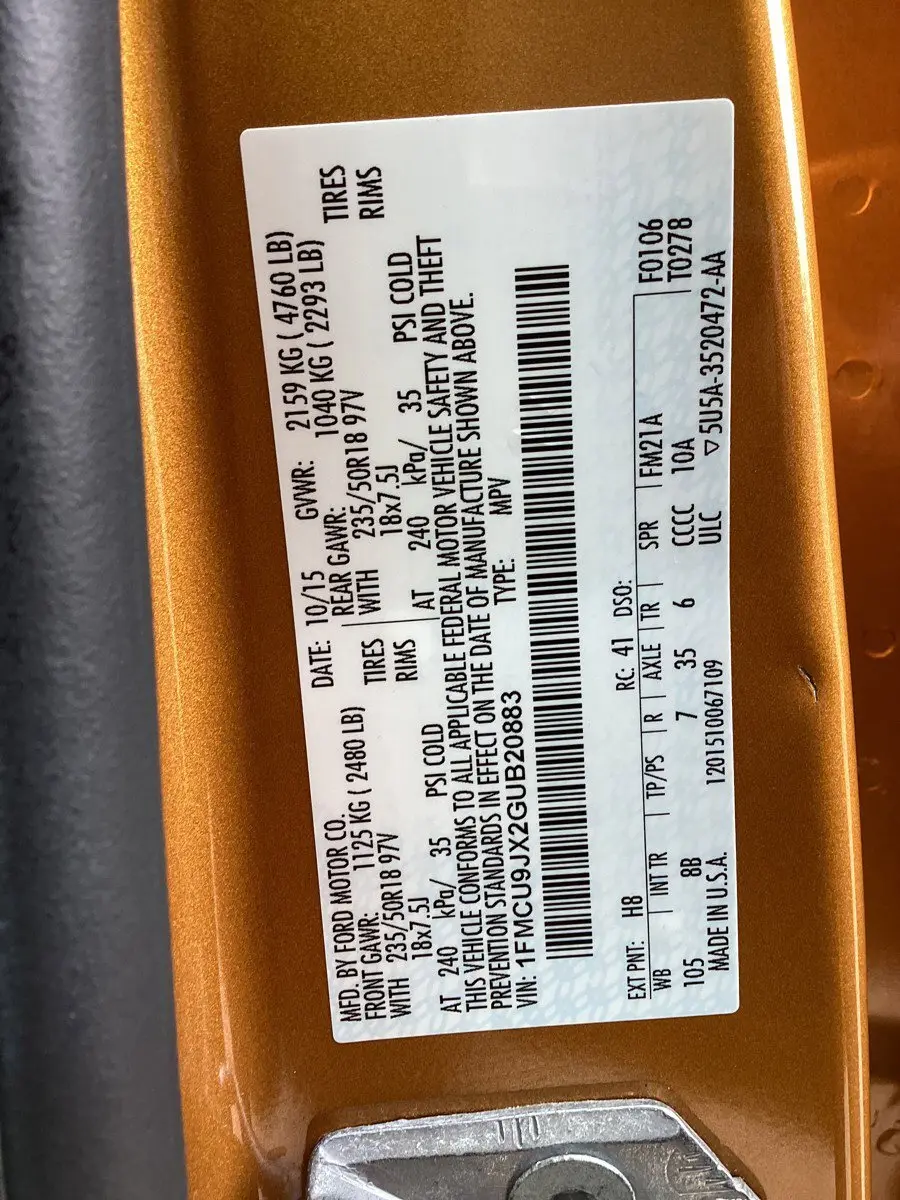 MFD. BY FORD MOTOR CO. DATE: 10/15 GVWR: 2159 KG ( 4760 LB)
FRONT GAWR: 1125 KG ( 2480 LB) REAR GAWR: 1040 KG ( 2293 LB)
WITH 235/50R18 97V TIRES WITH 235/50R18 97V TIRES
18x7.5J RIMS 18x7.5J RIMS
AT 240 kPa/ 35 PSI COLD AT 240 kPa/ 35 PSI COLD
THIS VEHICLE CONFORMS TO ALL APPLICABLE FEDERAL MOTOR VEHICLE SAFETY AND THEFT
PREVENTION STANDARDS IN EFFECT ON THE DATE OF MANUFACTURE SHOWN ABOVE.
VIN: 1FMCU9JX2GUB20883 TYPE: MPV
EXT PNT: H8 RC: 41 DSO: F0106
WB INT TR TP/PS R AXLE TR SPR FM21A T0278
105 8B 7 35 6 CCCC 10A
MADE IN U.S.A. 1201510067109 ULC ▽5U5A-3520472-AA